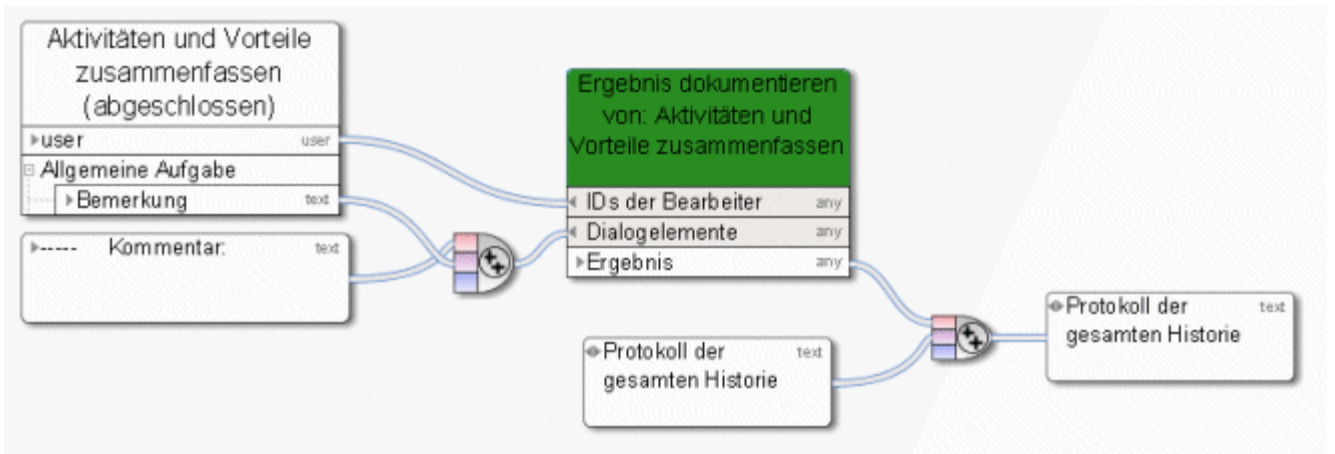 Aktivitäten und Vorteile
zusammenfassen
(abgeschlossen)
user user
Allgemeine Aufgabe
Bemerkung text
----- Kommentar: text
Ergebnis dokumentieren
von: Aktivitäten und
Vorteile zusammenfassen
IDs der Bearbeiter any
Dialogelemente any
Ergebnis any
Protokoll der text
gesamten Historie
Protokoll der text
gesamten Historie